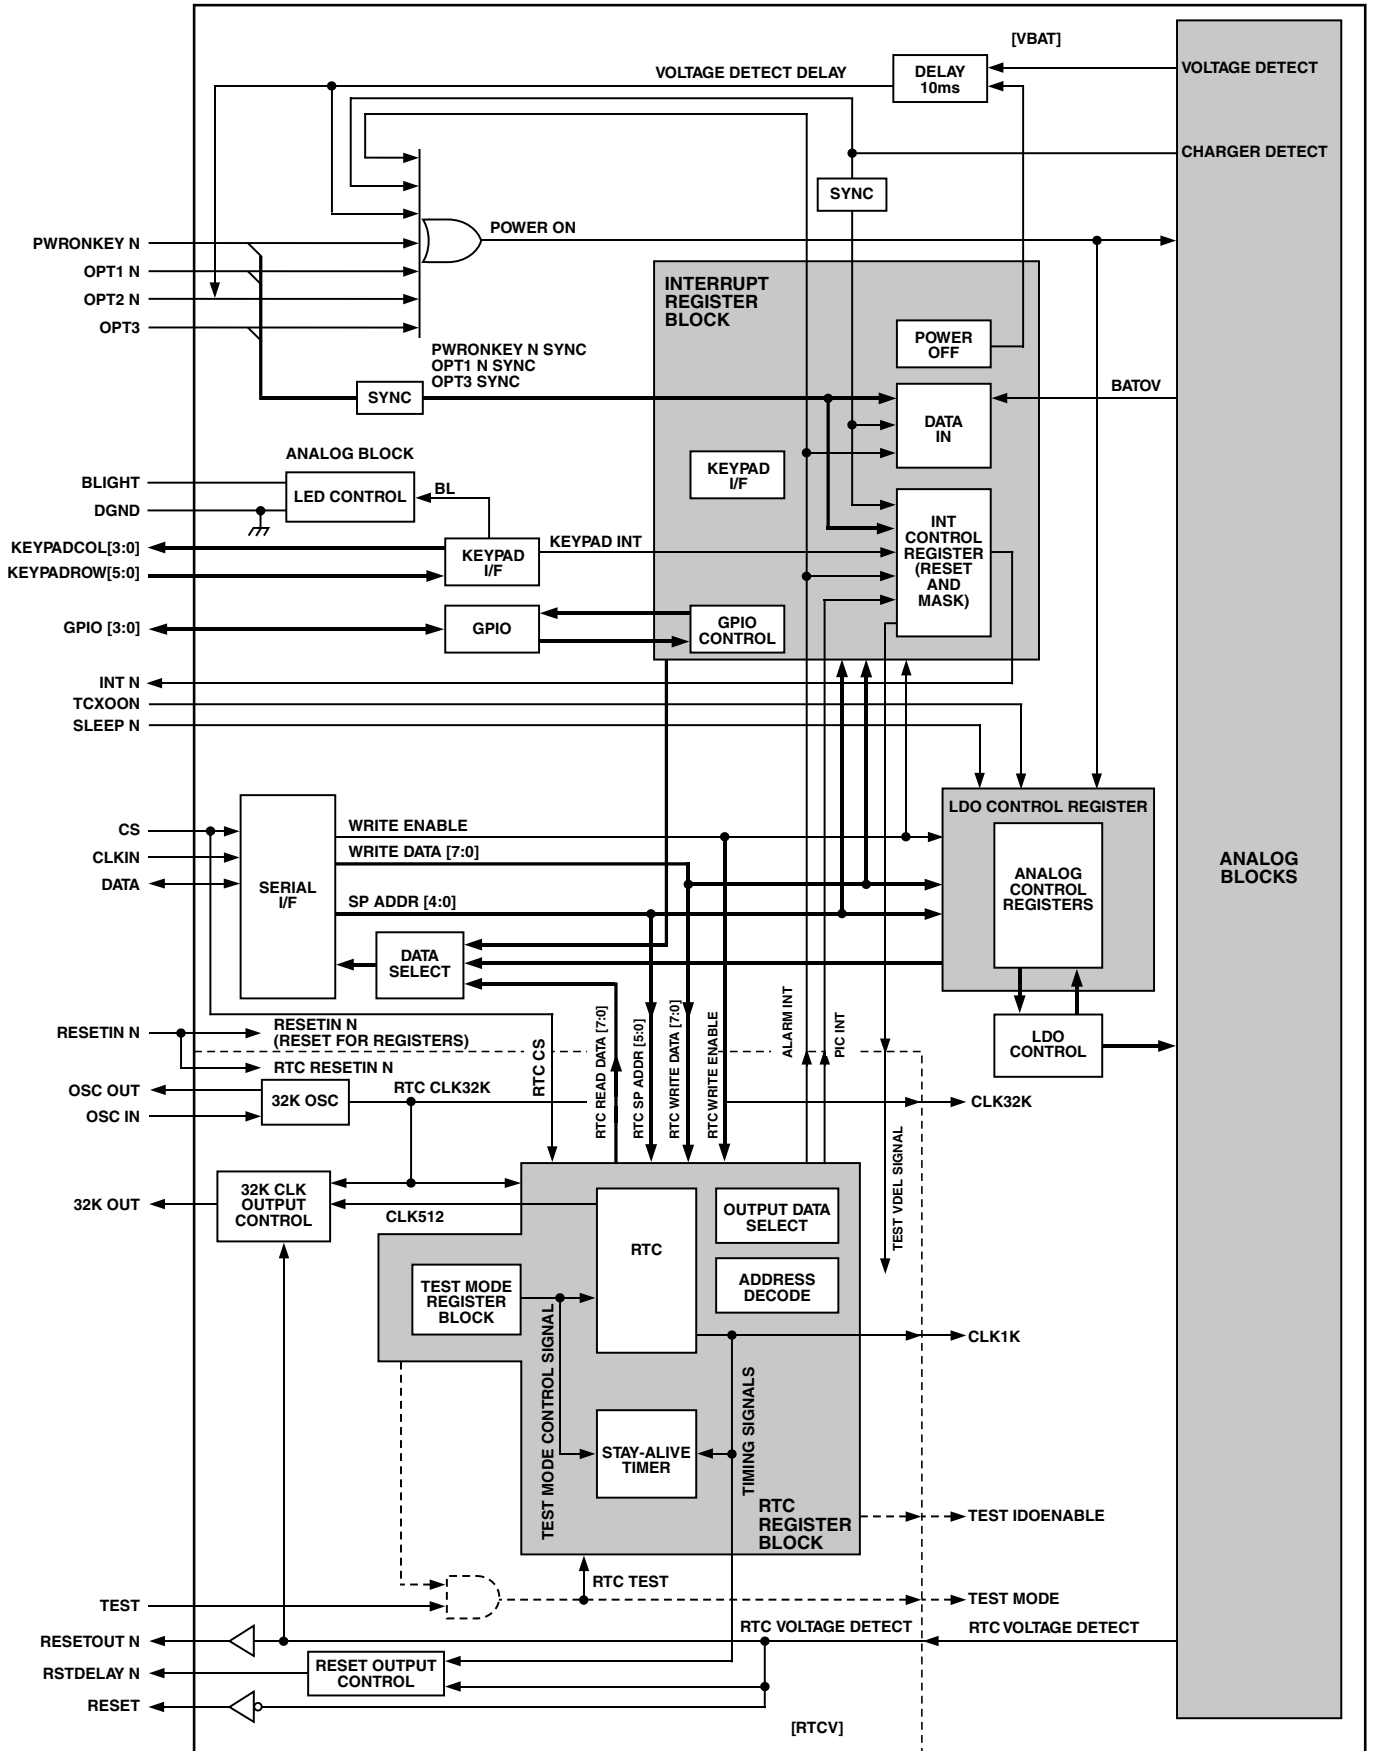 [VBAT]
VOLTAGE DETECT DELAY
DELAY
10ms
VOLTAGE DETECT
CHARGER DETECT
SYNC
POWER ON
PWRONKEY N
OPT1 N
OPT2 N
OPT3
INTERRUPT
REGISTER
BLOCK
POWER
OFF
PWRONKEY N SYNC
OPT1 N SYNC
OPT3 SYNC
SYNC
BATOV
DATA
IN
ANALOG BLOCK
KEYPAD
I/F
BLIGHT
LED CONTROL
BL
DGND
INT
CONTROL
REGISTER
(RESET
AND
MASK)
KEYPADCOL[3:0]
KEYPADROW[5:0]
KEYPAD
I/F
KEYPAD INT
GPIO [3:0]
GPIO
GPIO
CONTROL
INT N
TCXOON
SLEEP N
LDO CONTROL REGISTER
CS
CLKIN
DATA
SERIAL
I/F
WRITE ENABLE
WRITE DATA [7:0]
SP ADDR [4:0]
ANALOG
CONTROL
REGISTERS
ANALOG
BLOCKS
DATA
SELECT
RESETIN N
RESETIN N
(RESET FOR REGISTERS)
RTC RESETIN N
RTC CS
RTC READ DATA [7:0]
RTC SP ADDR [5:0]
RTC WRITE DATA [7:0]
RTC WRITE ENABLE
ALARM INT
PIC INT
LDO
CONTROL
OSC OUT
OSC IN
32K OSC
RTC CLK32K
CLK32K
TEST VDEL SIGNAL
32K OUT
32K CLK
OUTPUT
CONTROL
CLK512
RTC
OUTPUT DATA
SELECT
ADDRESS
DECODE
TEST MODE
REGISTER
BLOCK
CLK1K
TEST MODE CONTROL SIGNAL
TIMING SIGNALS
STAY-ALIVE
TIMER
RTC
REGISTER
BLOCK
TEST IDOENABLE
RTC TEST
TEST MODE
TEST
RTC VOLTAGE DETECT
RTC VOLTAGE DETECT
RESETOUT N
RSTDELAY N
RESET OUTPUT
CONTROL
RESET
[RTCV]